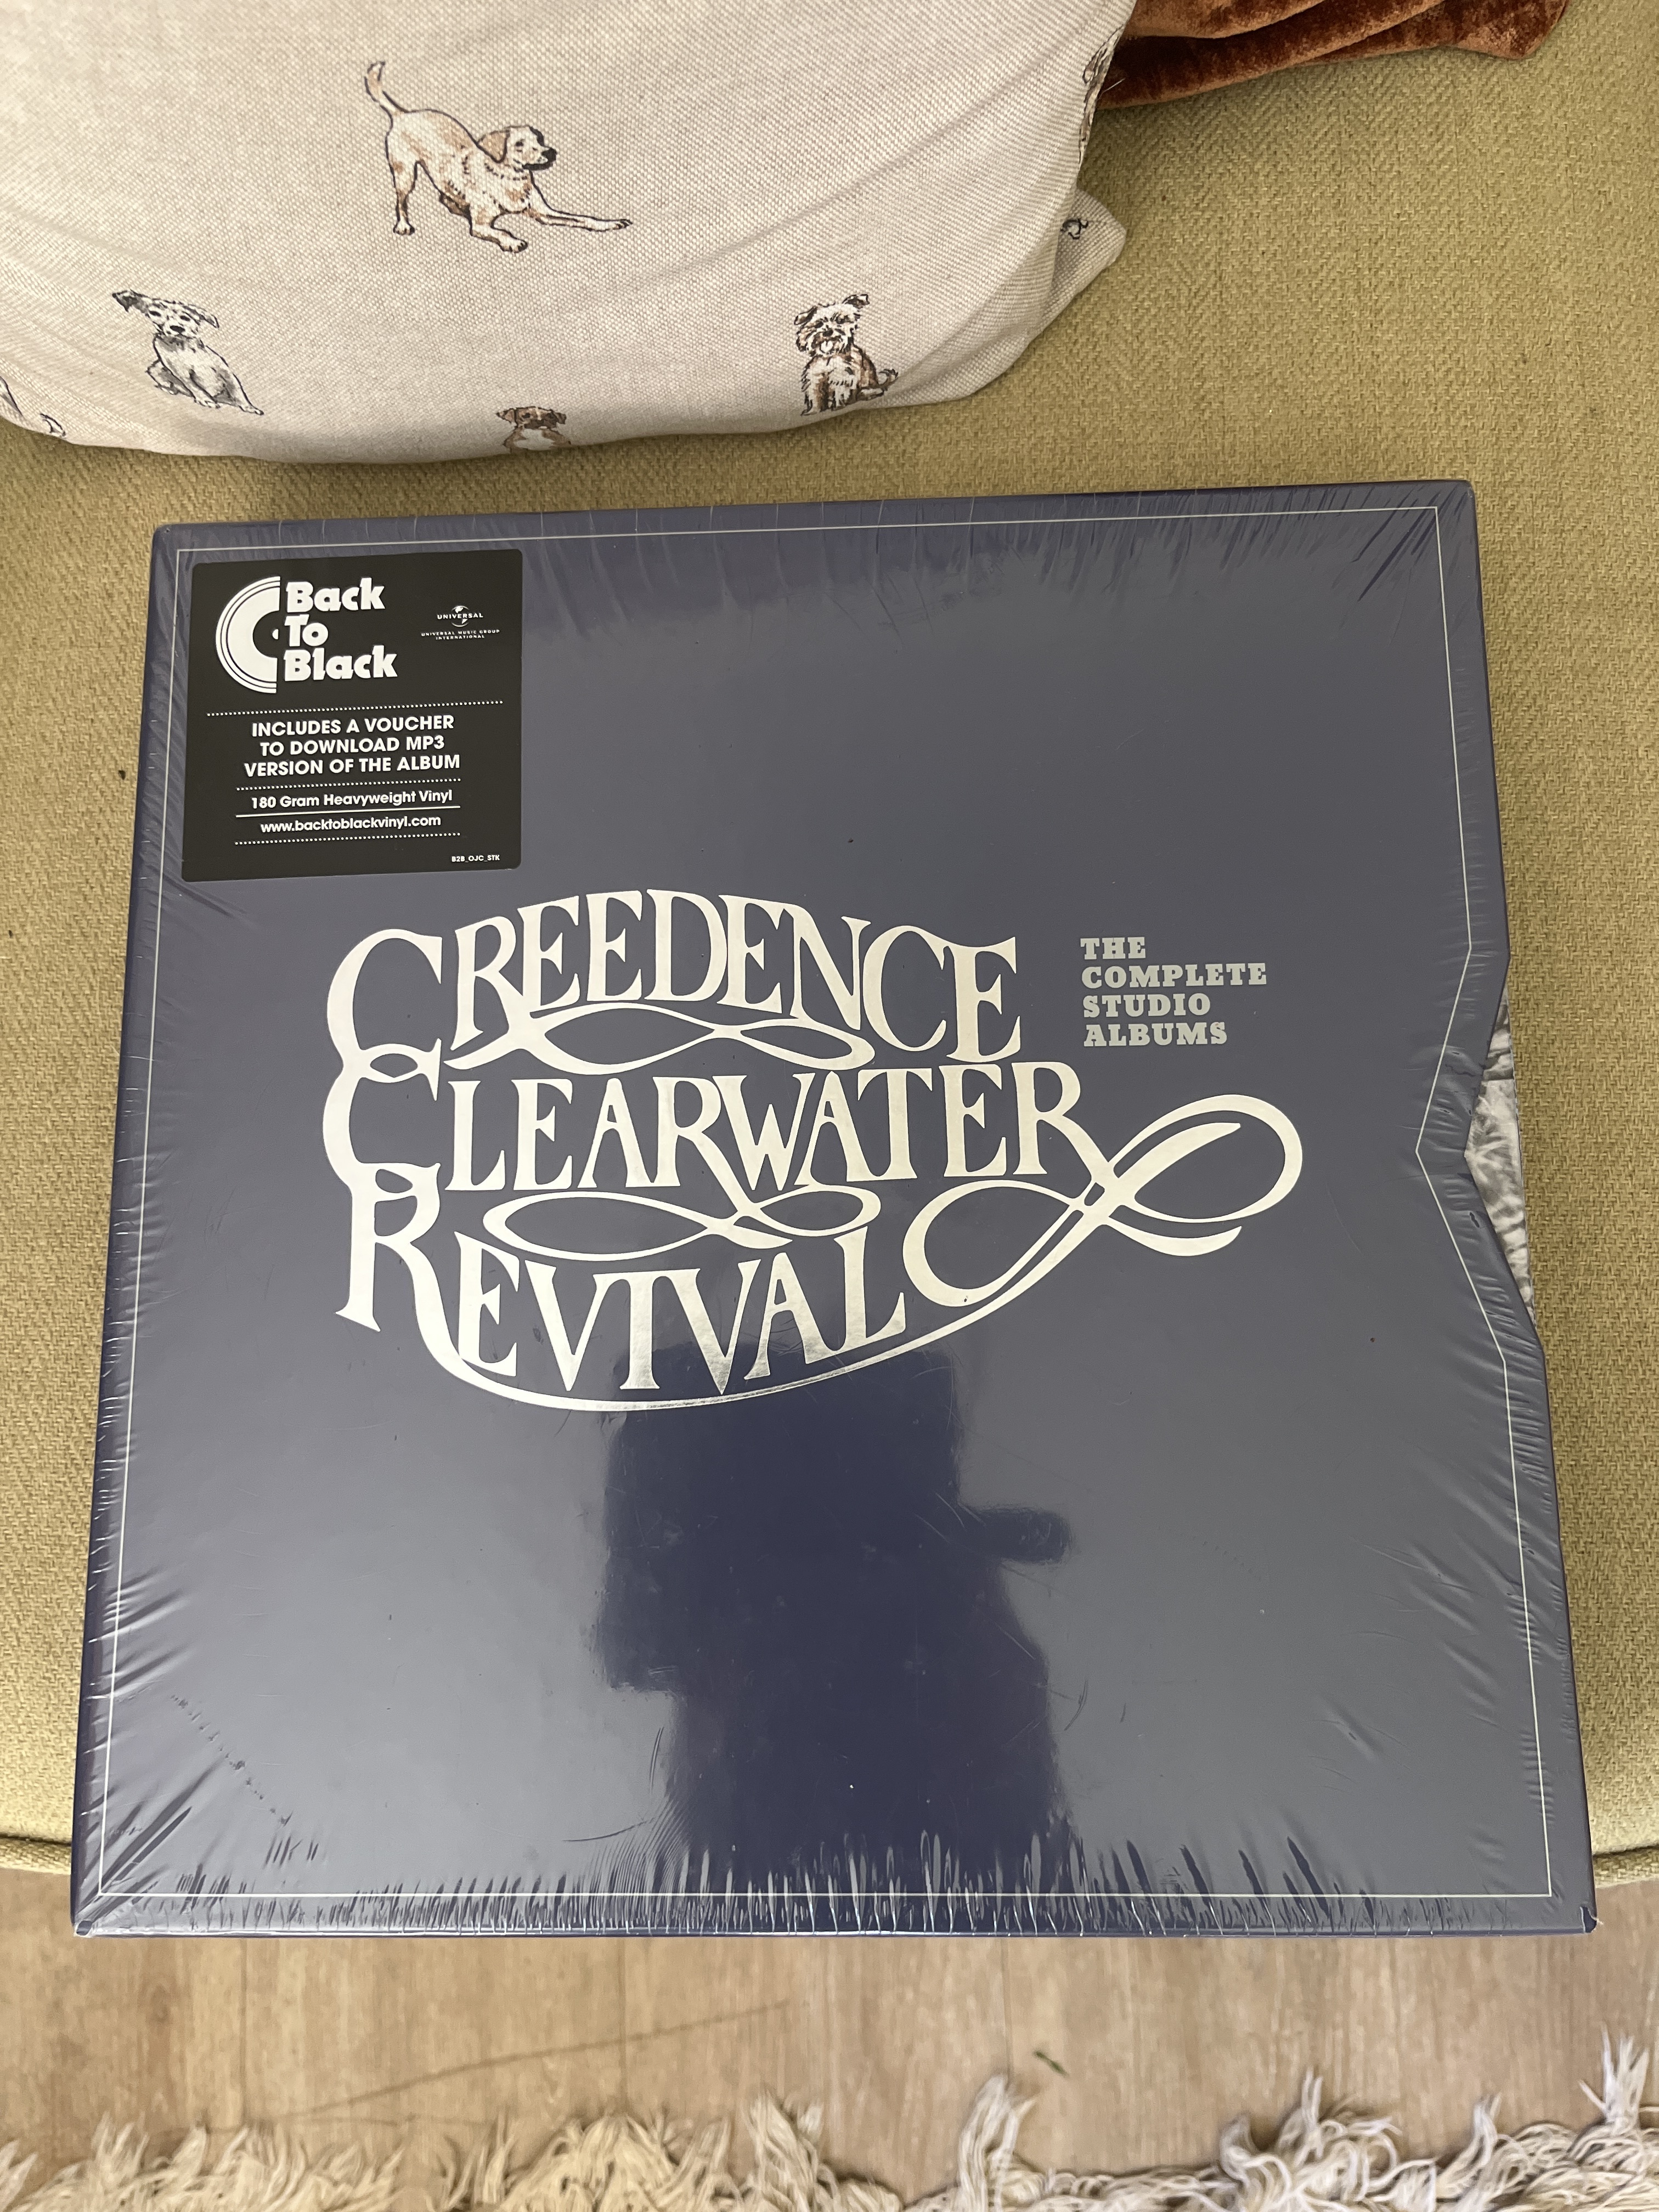 Back
To
Black
UNIVERSAL
UNIVERSAL MUSIC GROUP
INTERNATIONAL
INCLUDES A VOUCHER
TO DOWNLOAD MP3
VERSION OF THE ALBUM
180 Gram Heavyweight Vinyl
www.backtoblackvinyl.com
B2B_OJC_STK
CREEDENCE
CLEARWATER
REVIVAL
THE
COMPLETE
STUDIO
ALBUMS